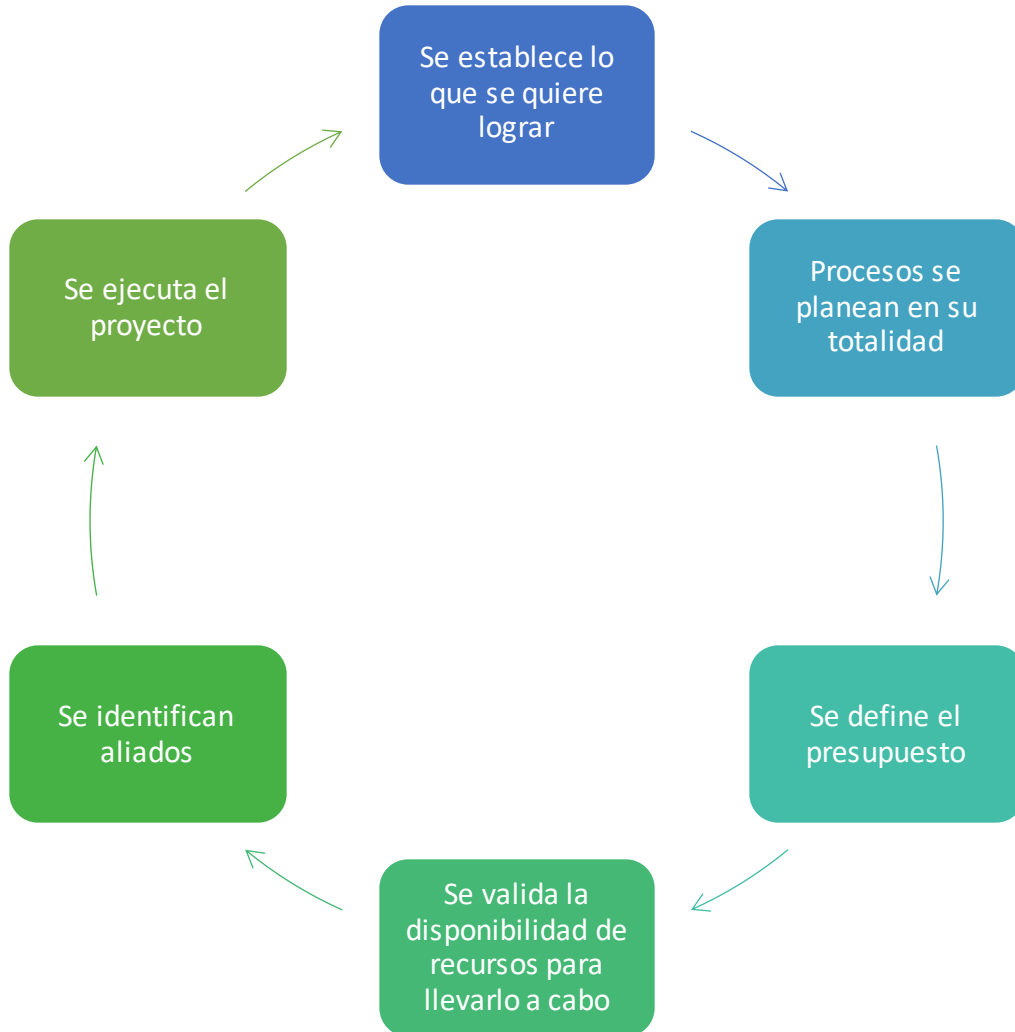 Se establece lo
que se quiere
lograr
Procesos se
planean en su
totalidad
Se define el
presupuesto
Se valida la
disponibilidad de
recursos para
llevarlo a cabo
Se identifican
aliados
Se ejecuta el
proyecto